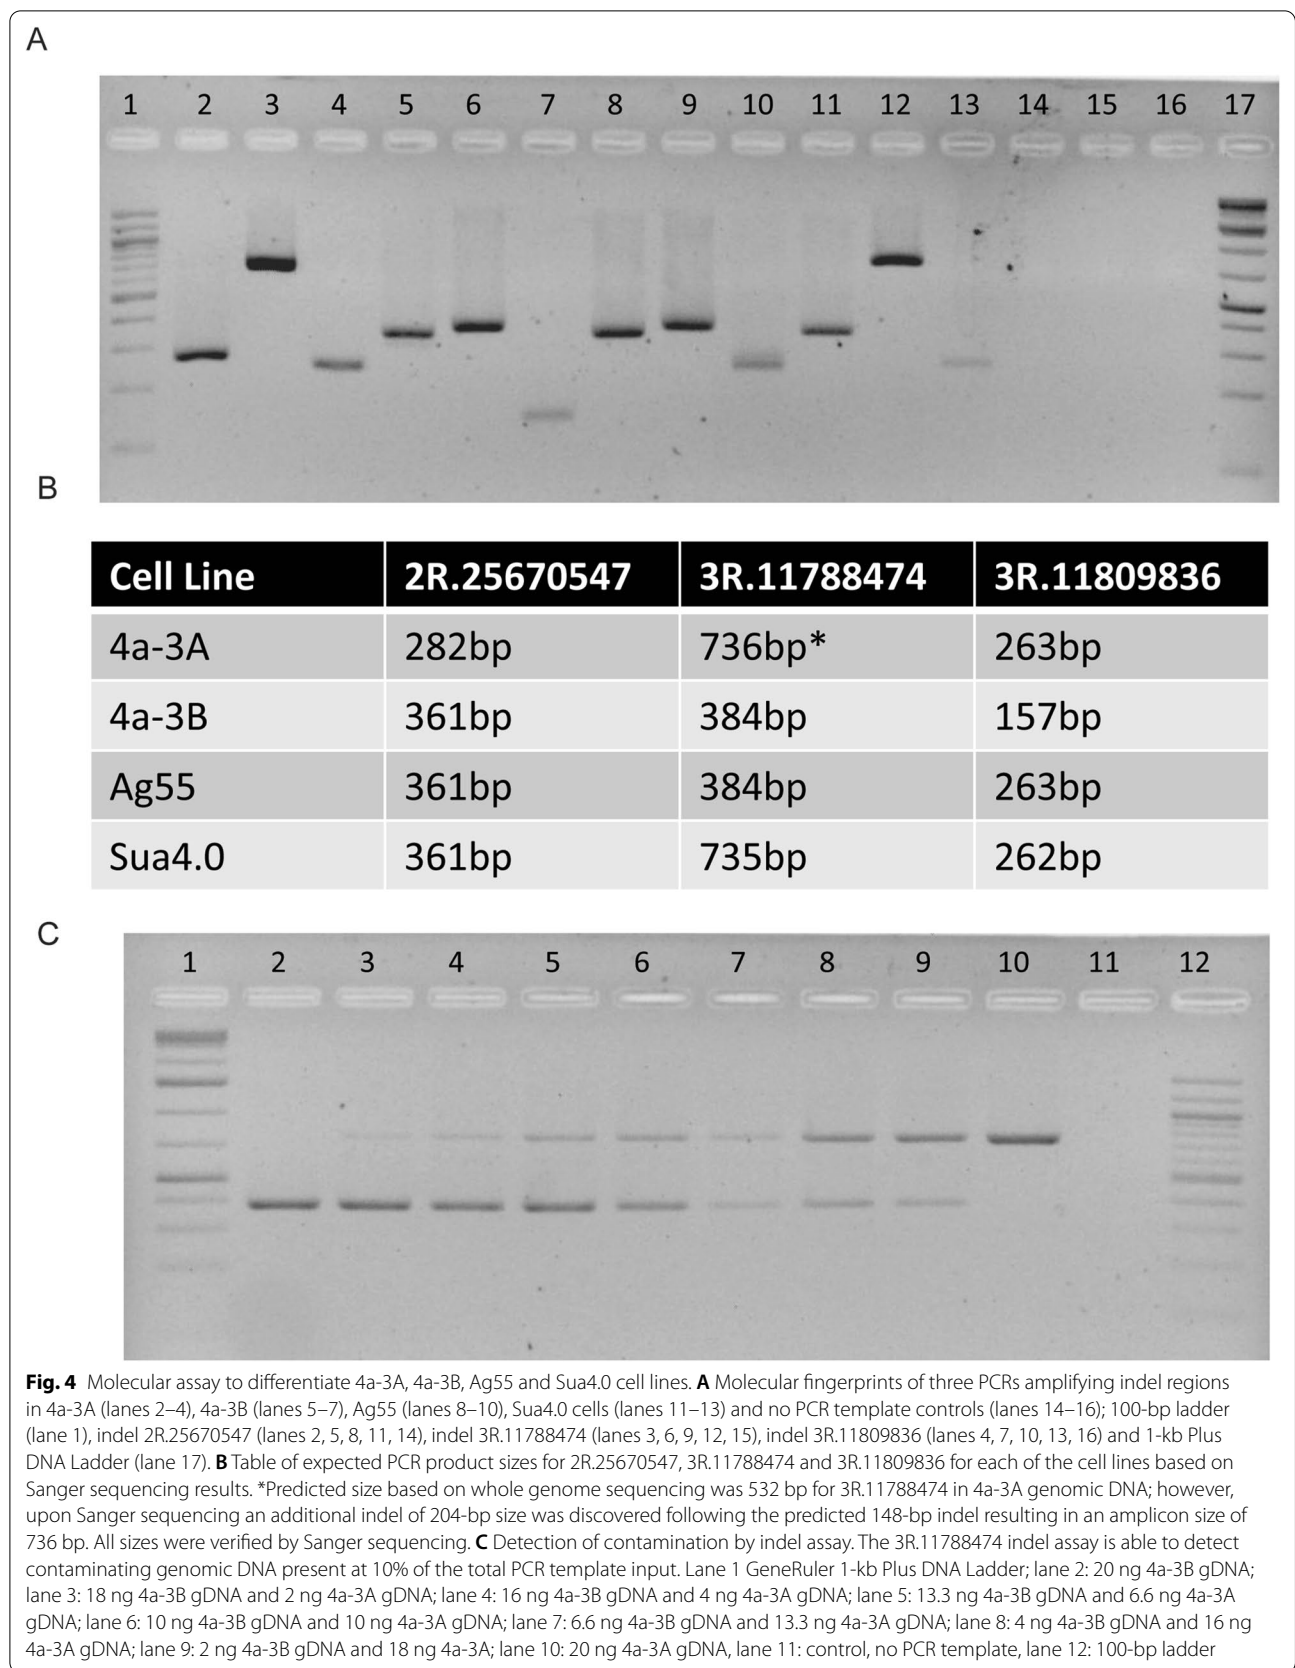 A
1 2 3 4 5 6 7 8 9 10 11 12 13 14 15 16 17
B
Cell Line 2R.25670547 3R.11788474 3R.11809836
4a-3A 282bp 736bp* 263bp
4a-3B 361bp 384bp 157bp
Ag55 361bp 384bp 263bp
Sua4.0 361bp 735bp 262bp
C
1 2 3 4 5 6 7 8 9 10 11 12
Fig. 4 Molecular assay to differentiate 4a-3A, 4a-3B, Ag55 and Sua4.0 cell lines. A Molecular fingerprints of three PCRs amplifying indel regions
in 4a-3A (lanes 2–4), 4a-3B (lanes 5–7), Ag55 (lanes 8–10), Sua4.0 cells (lanes 11–13) and no PCR template controls (lanes 14–16); 100-bp ladder
(lane 1), indel 2R.25670547 (lanes 2, 5, 8, 11, 14), indel 3R.11788474 (lanes 3, 6, 9, 12, 15), indel 3R.11809836 (lanes 4, 7, 10, 13, 16) and 1-kb Plus
DNA Ladder (lane 17). B Table of expected PCR product sizes for 2R.25670547, 3R.11788474 and 3R.11809836 for each of the cell lines based on
Sanger sequencing results. *Predicted size based on whole genome sequencing was 532 bp for 3R.11788474 in 4a-3A genomic DNA; however,
upon Sanger sequencing an additional indel of 204-bp size was discovered following the predicted 148-bp indel resulting in an amplicon size of
736 bp. All sizes were verified by Sanger sequencing. C Detection of contamination by indel assay. The 3R.11788474 indel assay is able to detect
contaminating genomic DNA present at 10% of the total PCR template input. Lane 1 GeneRuler 1-kb Plus DNA Ladder; lane 2: 20 ng 4a-3B gDNA;
lane 3: 18 ng 4a-3B gDNA and 2 ng 4a-3A gDNA; lane 4: 16 ng 4a-3B gDNA and 4 ng 4a-3A gDNA; lane 5: 13.3 ng 4a-3B gDNA and 6.6 ng 4a-3A
gDNA; lane 6: 10 ng 4a-3B gDNA and 10 ng 4a-3A gDNA; lane 7: 6.6 ng 4a-3B gDNA and 13.3 ng 4a-3A gDNA; lane 8: 4 ng 4a-3B gDNA and 16 ng
4a-3A gDNA; lane 9: 2 ng 4a-3B gDNA and 18 ng 4a-3A; lane 10: 20 ng 4a-3A gDNA, lane 11: control, no PCR template, lane 12: 100-bp ladder